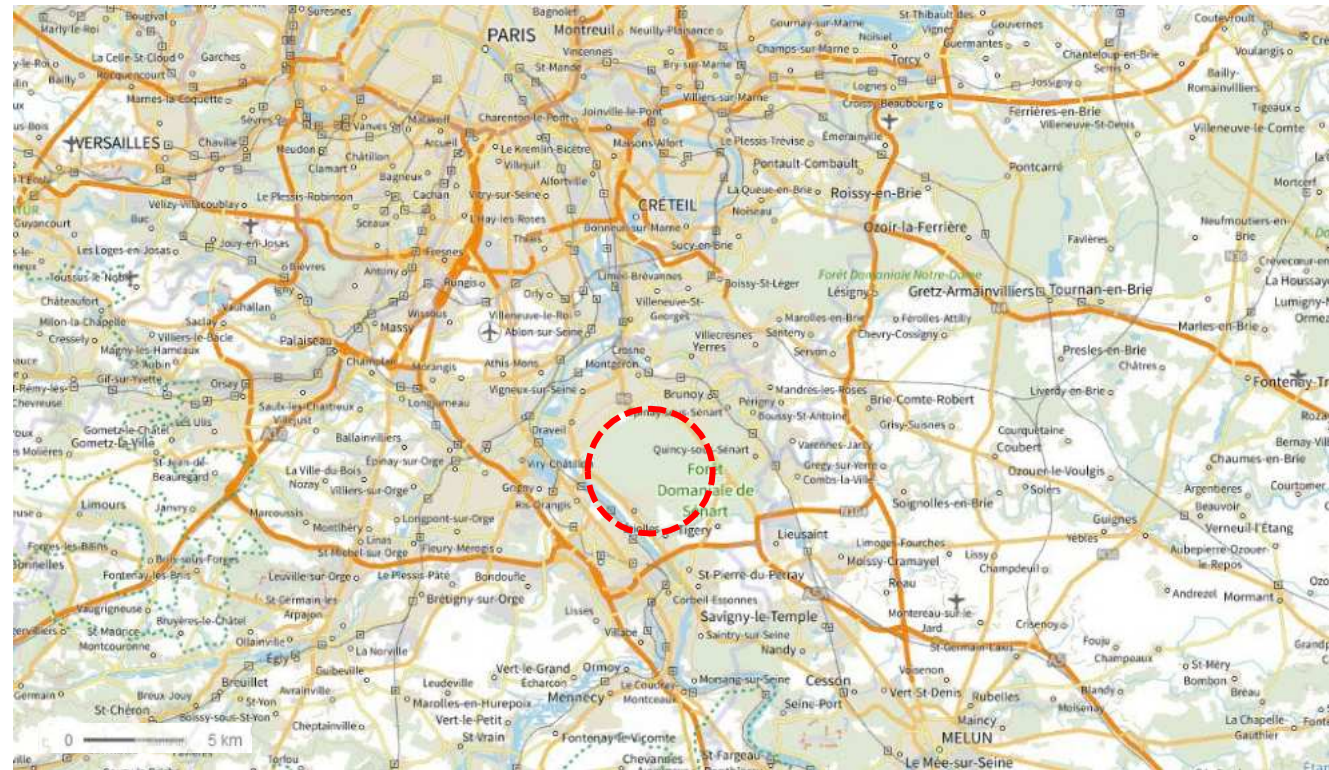 Bougival
Suresnes
Bagnolet
Gournay-sur-Marne
St-Thibault-des
Gouvernes
Coutevroult
Marly-le-Roi
PARIS
Montreuil
Neuilly-Plaisance
Noisiel
Vignes
Guermantes
Chanteloup-en-Brie
Voulangis
La Celle-St-Cloud
Garches
Vincennes
Champs-sur-Marne
Torcy
Serris
Bailly
Rocquencourt
St-Mandé
Bry-sur-Marne
Lognes
Jossigny
Bailly-
Romainvilliers
Marnes-la-Coquette
Joinville-le-Pont
Villiers-sur-Marne
Croissy-Beaubourg
Ferrières-en-Brie
Tigeaux
Sèvres
Vanves
Malakoff
Charenton-le-Pont
Villeneuve-St-Denis
Villeneuve-le-Comte
VERSAILLES
Chaville
Meudon
Arcueil
Le Kremlin-Bicêtre
Maisons-Alfort
Le Plessis-Trévise
Emerainville
Châtillon
Villejuif
Pontault-Combault
Pontcarré
Clamart
Bagneux
Alfortville
Mortcerf
Le Plessis-Robinson
Cachan
Vitry-sur-Seine
La Queue-en-Brie
Roissy-en-Brie
Vélizy-Villacoublay
CRÉTEIL
Noiseau
Guyancourt
Buc
Sceaux
L'Hay-les-Roses
Bonneuil-sur-Marne
Ozoir-la-Ferrière
Neufmoutiers-en-
Brie
Les Loges-en-Josas
Jouy-en-Josas
Fresnes
Thiais
Sucy-en-Brie
Favières
Toussus-le-Noble
Bièvres
Antony
Rungis
Limeil-Brévannes
Boissy-St-Léger
Forêt Domaniale Notre-Dame
Crèvecœur-en
La Houssaye
Châteaufort
Igny
Orly
Lésigny
Gretz-Armainvilliers
Tournan-en-Brie
Vauhallan
Wissous
Villeneuve-le-Roi
Villeneuve-St-
Georges
Marolles-en-Brie
Férolles-Attilly
Lumigny
Milon-la-Chapelle
Saclay
Massy
Ablon-sur-Seine
Villecresnes
Santeny
Chevry-Cossigny
Marles-en-Brie
Cressely
Villiers-le-Bâcle
Palaiseau
Yerres
Magny-les-Hameaux
Crosne
Servon
Presles-en-Brie
St-Aubin
Champlan
Morangis
Athis-Mons
Montgeron
Châtres
Gif-sur-Yvette
Orsay
Vigneux-sur-Seine
Brunoy
Mandres-les-Roses
Liverdy-en-Brie
Fontenay-Tr
Chevreuse
Saulx-les-Chartreux
Longjumeau
N6
Perigny
Brie-Comte-Robert
Les Ulis
Villejust
Boussy-St-Antoine
Gometz-le-Châtel
Gometz-la-Ville
A10
Ballainvilliers
Draveil
Grisy-Suisnes
Courquetaine
Coubert
Quincy-sous-Sénart
Varennes-Jarcy
St-Jean-de-
Beauregard
La Ville-du-Bois
Épinay-sur-Orge
Viry-Châtillon
Forêt
Domaniale de
Sénart
Combs-la-Ville
Chaumes-en-Brie
Nozay
Villiers-sur-Orge
Grigny
Ozouer-le-Voulgis
Solers
Argentières
Courtomer
Limours
Janvry
Marcoussis
Ris-Orangis
Soignolles-en-Brie
Beauvoir
Montlhéry
Longpont-sur-Orge
Tigery
Lieusaint
Guignes
Verneuil-l'Étang
Linas
St-Michel-sur-Orge
Fleury-Mérogis
Limoges-Fourches
Yèbles
Forges-les-Bains
Briis-sous-Forges
Moissy-Cramayel
Lissy
Aubepierre-Ozouer-
le-Repos
Fontenay-lès-Briis
Leuville-sur-Orge
Le Plessis-Pâté
Bondoufle
St-Pierre-du-Perray
Réau
Champdeuil
St-Germain-lès-
Arpajon
Brétigny-sur-Orge
Corbeil-Essonnes
Andrezel
Mormant
Vaugrigneuse
Bruyères-le-Châtel
Lisses
Savigny-le-Temple
Montereau-sur-le-
Jard
Crisenoy
St-Maurice-
Montcouronne
Ollainville
La Norville
Villabé
Saintry-sur-Seine
Nandy
St-Germain-Laxis
Fouju
Champeaux
Égly
Guibeville
Vert-le-Grand
Ormoy
Voisenon
St-Méry
Breuillet
Leudeville
Écharcon
Le Coudray
Montceaux
Morsang-sur-Seine
Cesson
Bombon
Breux-Jouy
St-Yon
Avrainville
Marolles-en-Hurepoix
Mennecy
Seine-Port
Vert-St-Denis
Rubelles
Blandy
Bréau
St-Chéron
Boissy-sous-St-Yon
Cheptainville
Vert-le-Petit
Maincy
Moisenay
La Chapelle-
Gauthier
0
5 km
St-Vrain
Fontenay-le-Vicomte
MELUN
Torfou
Chevannes
St-Fargeau
Le Mée-sur-Seine